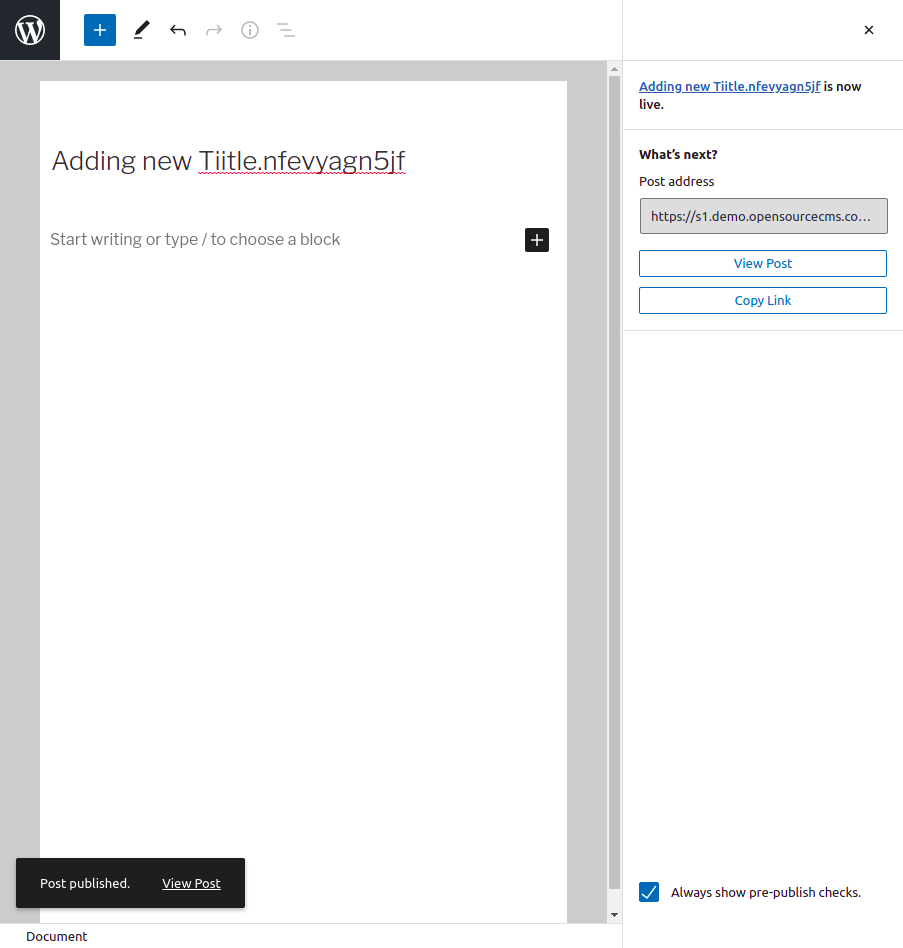 Adding new Tiitle.nfevyagn5jf
Start writing or type / to choose a block
Post published. View Post
Document
Adding new Tiitle.nfevyagn5jf is now
live.
What's next?
Post address
https://s1.demo.opensourcecms.co...
View Post
Copy Link
Always show pre-publish checks.